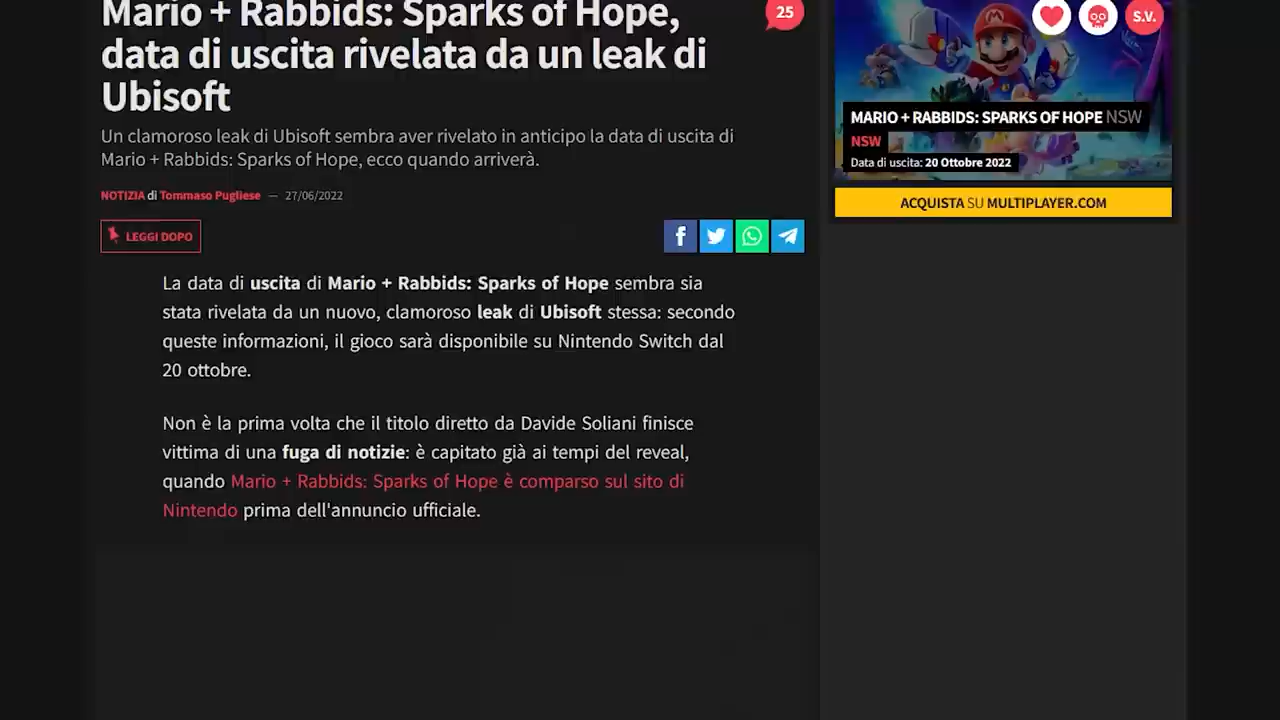 Mario + Rabbids: Sparks of Hope,
data di uscita rivelata da un leak di
Ubisoft
25
Un clamoroso leak di Ubisoft sembra aver rivelato in anticipo la data di uscita di
Mario + Rabbids: Sparks of Hope, ecco quando arriverà.
NOTIZIA di Tommaso Pugliese — 27/06/2022
LEGGI DOPO
La data di uscita di Mario + Rabbids: Sparks of Hope sembra sia
stata rivelata da un nuovo, clamoroso leak di Ubisoft stessa: secondo
queste informazioni, il gioco sarà disponibile su Nintendo Switch dal
20 ottobre.
Non è la prima volta che il titolo diretto da Davide Soliani finisce
vittima di una fuga di notizie: è capitato già ai tempi del reveal,
quando Mario + Rabbids: Sparks of Hope è comparso sul sito di
Nintendo prima dell'annuncio ufficiale.
S.V.
MARIO + RABBIDS: SPARKS OF HOPE NSW
NSW
Data di uscita: 20 Ottobre 2022
ACQUISTA SU MULTIPLAYER.COM